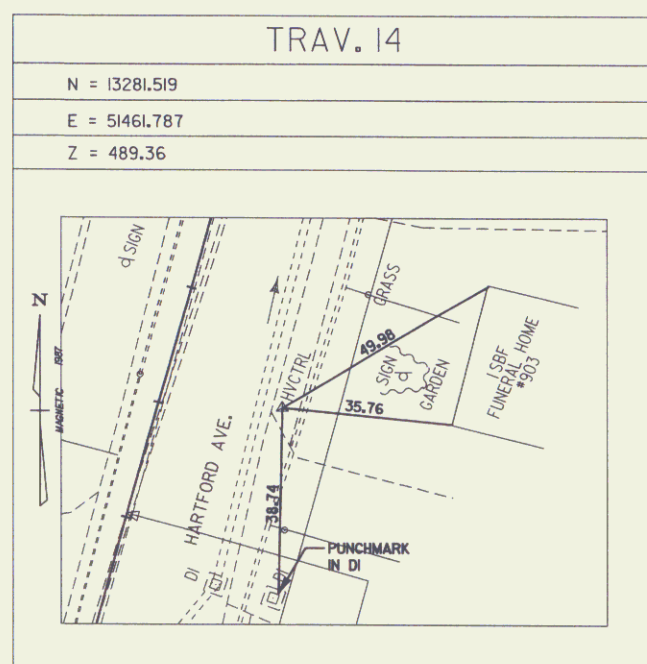 TRAV. 14
N = 13281.519
E = 51461.787
Z = 489.36
SIGN
GRASS
N
MAGNETIC 1987
49.98
HVCTRL
SIGN
GARDEN
1 SBF
FUNERAL HOME
#903
35.76
HARTFORD AVE.
38.74
DI
DI
PUNCHMARK
IN DI